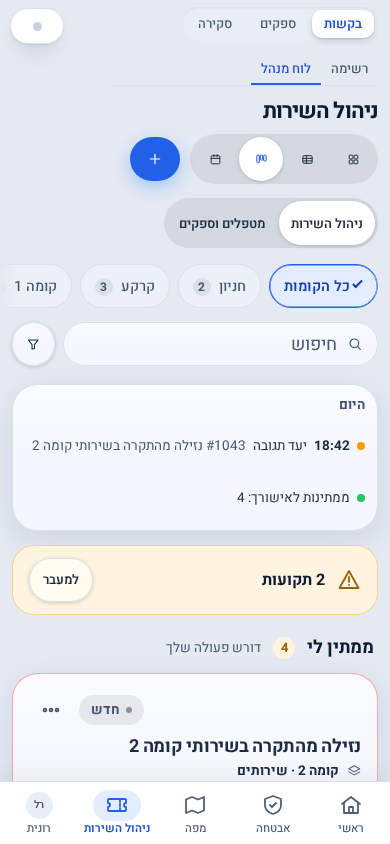 בקשות ספקים סקירה
רשימה לוח מנהל
ניהול השירות
ניהול השירות מטפלים וספקים
כל הקומות חניון 2 קרקע 3 קומה 1
חיפוש
היום
18:42 יעד תגובה #1043 נזילה מהתקרה בשירותי קומה 2
ממתינות לאישורך: 4
2 תקועות למעבר
ממתין לי 4 דורש פעולה שלך
חדש
נזילה מהתקרה בשירותי קומה 2
קומה 2 · שירותים
ראשי אבטחה מפה ניהול השירות רל רונית